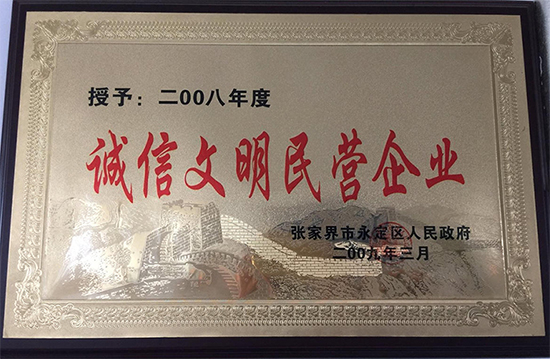 授予：二00八年度
诚信文明民营企业
张家界市永定区人民政府
二00九年三月